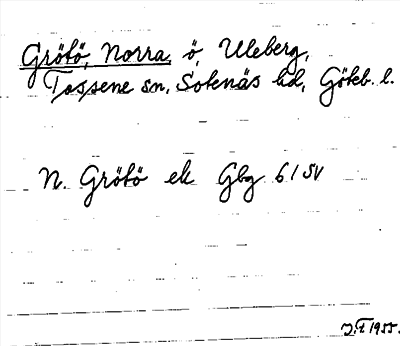 Grötö, Norra, ö, Uleberg,
Tossene sn, Sotenäs hd, Göteb. l.
N. Grötö ek Gbg 61 SV
1955.